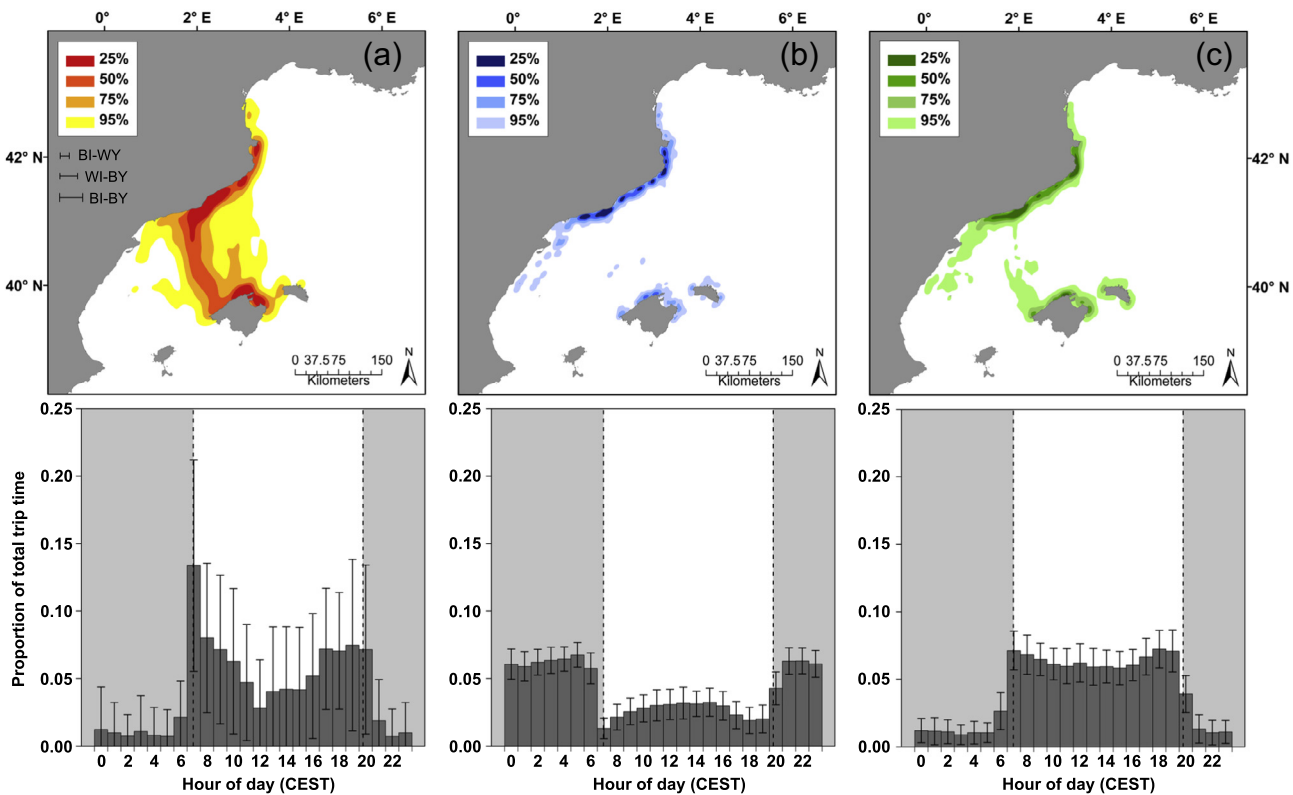 0° 2° E 4° E 6° E 0° 2° E 4° E 6° E 0° 2° E 4° E 6° E
(a) (b) (c)
25% 25% 25%
50% 50% 50%
75% 75% 75%
95% 95% 95%
BI-WY
WI-BY
BI-BY
42° N 42° N
40° N 40° N
N N N
0 37.575 150 0 37.575 150 0 37.575 150
Kilometers Kilometers Kilometers
Proportion of total trip time
0.25 0.25 0.25
0.20 0.20 0.20
0.15 0.15 0.15
0.10 0.10 0.10
0.05 0.05 0.05
0.00 0.00 0.00
0 2 4 6 8 10 12 14 16 18 20 22 0 2 4 6 8 10 12 14 16 18 20 22 0 2 4 6 8 10 12 14 16 18 20 22
Hour of day (CEST) Hour of day (CEST) Hour of day (CEST)